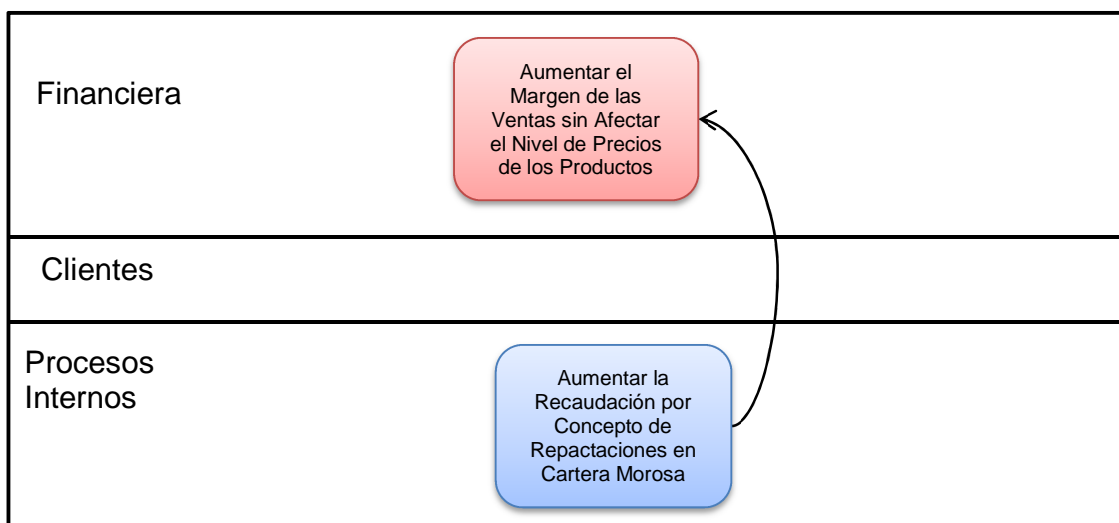 Financiera
Aumentar el
Margen de las
Ventas sin Afectar
el Nivel de Precios
de los Productos
Clientes
Procesos
Internos
Aumentar la
Recaudación por
Concepto de
Repactaciones en
Cartera Morosa